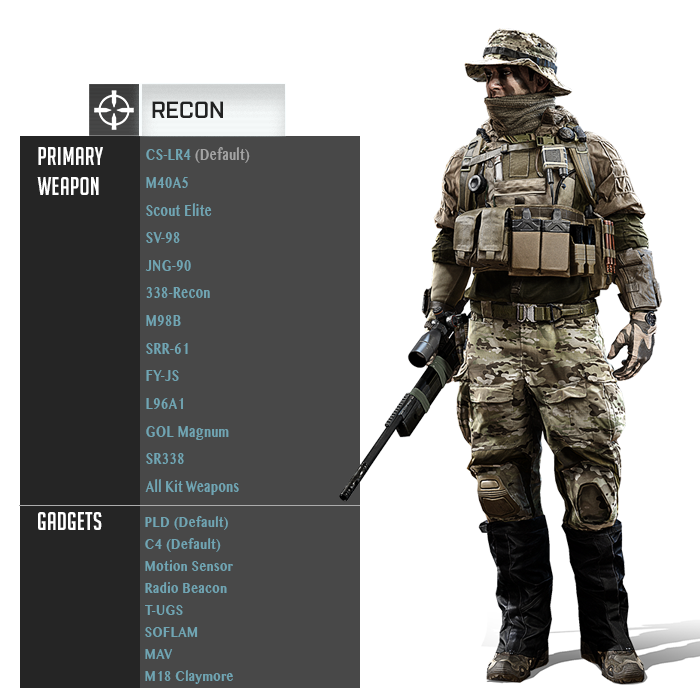 RECON
PRIMARY
WEAPON
CS-LR4 (Default)
M40A5
Scout Elite
SV-98
JNG-90
338-Recon
M98B
SRR-61
FY-JS
L96A1
GOL Magnum
SR338
All Kit Weapons
GADGETS
PLD (Default)
C4 (Default)
Motion Sensor
Radio Beacon
T-UGS
SOFLAM
MAV
M18 Claymore